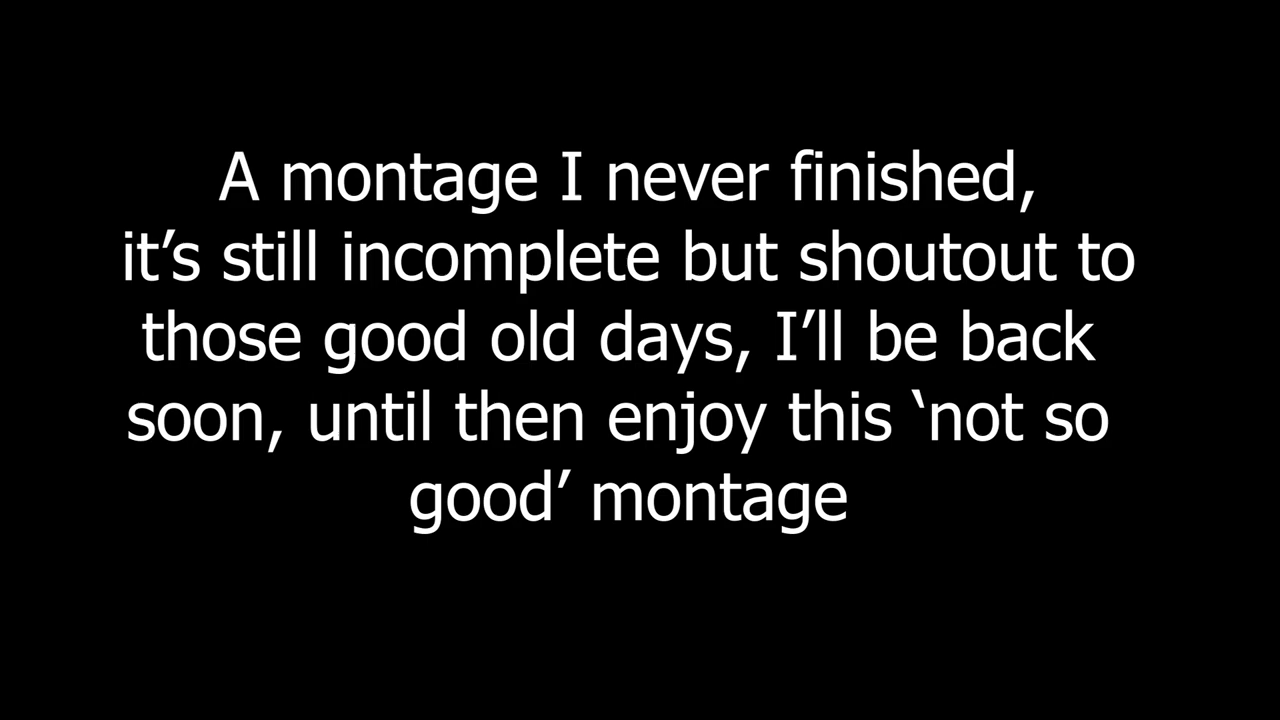 A montage I never finished,
it’s still incomplete but shoutout to
those good old days, I’ll be back
soon, until then enjoy this ‘not so
good’ montage